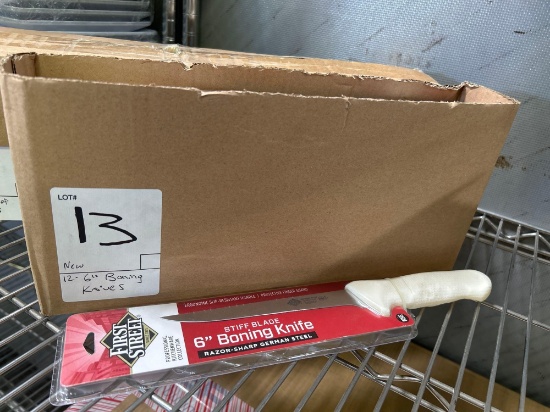 LOT#
13
New
12- 6" Boning
Knives
FIRST
STREET
STIFF BLADE
6" Boning Knife
RAZOR-SHARP GERMAN STEEL